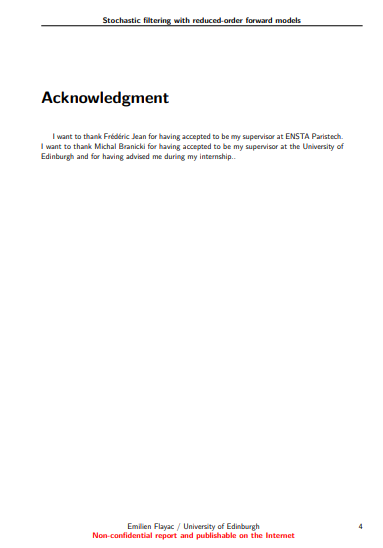 Stochastic filtering with reduced-order forward models
Acknowledgment
I want to thank Frédéric Jean for having accepted to be my supervisor at ENSTA Paristech.
I want to thank Michal Branicki for having accepted to be my supervisor at the University of
Edinburgh and for having advised me during my internship..
Emilien Flayac / University of Edinburgh 4
Non-confidential report and publishable on the Internet